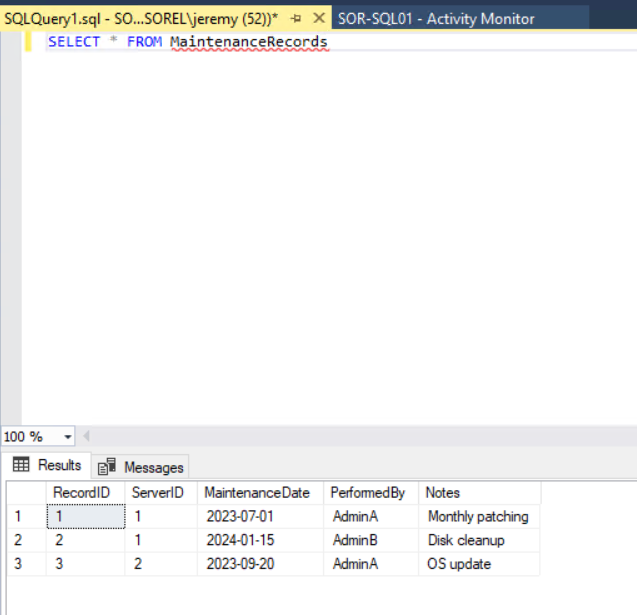 SQLQuery1.sql - SO...SOREL\jeremy (52))* SOR-SQL01 - Activity Monitor
SELECT * FROM MaintenanceRecords
100 %
Results Messages
RecordID ServerID MaintenanceDate PerformedBy Notes
1 1 1 2023-07-01 AdminA Monthly patching
2 2 1 2024-01-15 AdminB Disk cleanup
3 3 2 2023-09-20 AdminA OS update